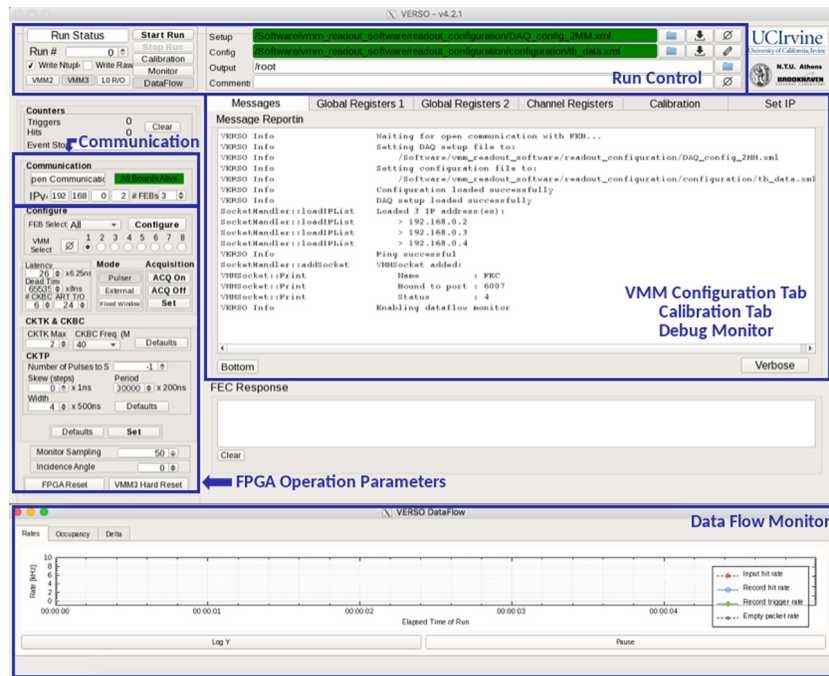 VERSO - v4.2.1
Run Status
Start Run
Run # 0
Stop Run
Write Ntupl Write Raw
Calibration
Monitor
VMM2 VMM3 L0 R/O
DataFlow
Setup /Software/vmm_readout_software/readout_configuration/DAQ_config_2MM.xml
Config /Software/vmm_readout_software/readout_configuration/configuration/tb_data.xml
Output /root
Comment
Run Control
UCIrvine
University of California, Irvine
N.T.U. Athens
BROOKHAVEN
Counters
Triggers 0
Hits 0
Clear
Event Stop
Communication
Communication
pen Communicatio All Boards Alive
IPv 192 168 0 2 # FEBs 3
Configure
FEB Select All Configure
VMM Select 1 2 3 4 5 6 7 8
Latency Mode Acquisition
26 x6.25ns Pulser ACQ On
Dead Tim
65535 x8ns External ACQ Off
# CKBC ART T/O
6 24 Fixed Window Set
CKTK & CKBC
CKTK Max CKBC Freq. (M
2 40 Defaults
CKTP
Number of Pulses to S -1
Skew (steps) Period
0 x 1ns 30000 x 200ns
Width
4 x 500ns Defaults
Defaults Set
Monitor Sampling 50
Incidence Angle 0
FPGA Reset VMM3 Hard Reset
FPGA Operation Parameters
Messages Global Registers 1 Global Registers 2 Channel Registers Calibration Set IP
Message Reportin
VERSO Info Waiting for open communication with FEB...
VERSO Info Setting DAQ setup file to:
/Software/vmm_readout_software/readout_configuration/DAQ_config_2MM.xml
VERSO Info Setting configuration file to:
/Software/vmm_readout_software/readout_configuration/configuration/tb_data.xml
VERSO Info Configuration loaded successfully
VERSO Info DAQ setup loaded successfully
SocketHandler::loadIPList Loaded 3 IP address(es):
SocketHandler::loadIPList > 192.168.0.2
SocketHandler::loadIPList > 192.168.0.3
SocketHandler::loadIPList > 192.168.0.4
VERSO Info Ping successful
SocketHandler::addSocket VMMSocket added:
VMMSocket::Print Name : FEC
VMMSocket::Print Bound to port : 6007
VMMSocket::Print Status : 4
VERSO Info Enabling dataflow monitor
VMM Configuration Tab
Calibration Tab
Debug Monitor
Bottom Verbose
FEC Response
Clear
VERSO DataFlow
Data Flow Monitor
Rates Occupancy Delta
Rate [kHz]
10
8
6
4
2
0
00:00:00 00:00:01 00:00:02 00:00:03 00:00:04
Elapsed Time of Run
Input hit rate
Record hit rate
Record trigger rate
Empty packet rate
Log Y Pause